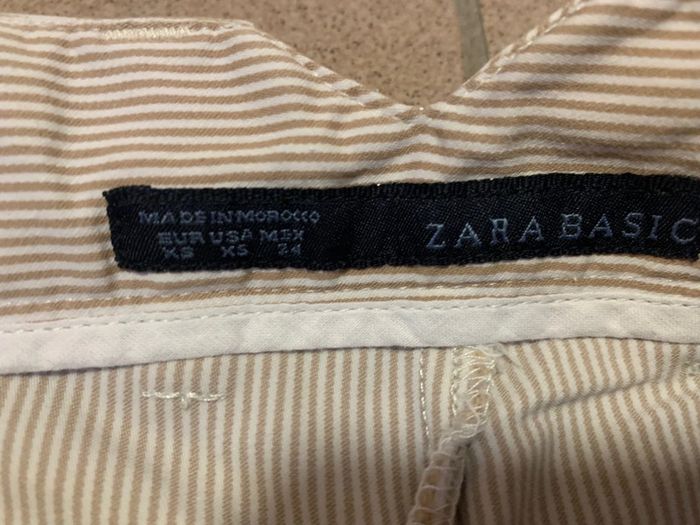 MADE IN MOROCCO
EUR USA MEX
XS XS 24
ZARA BASIC